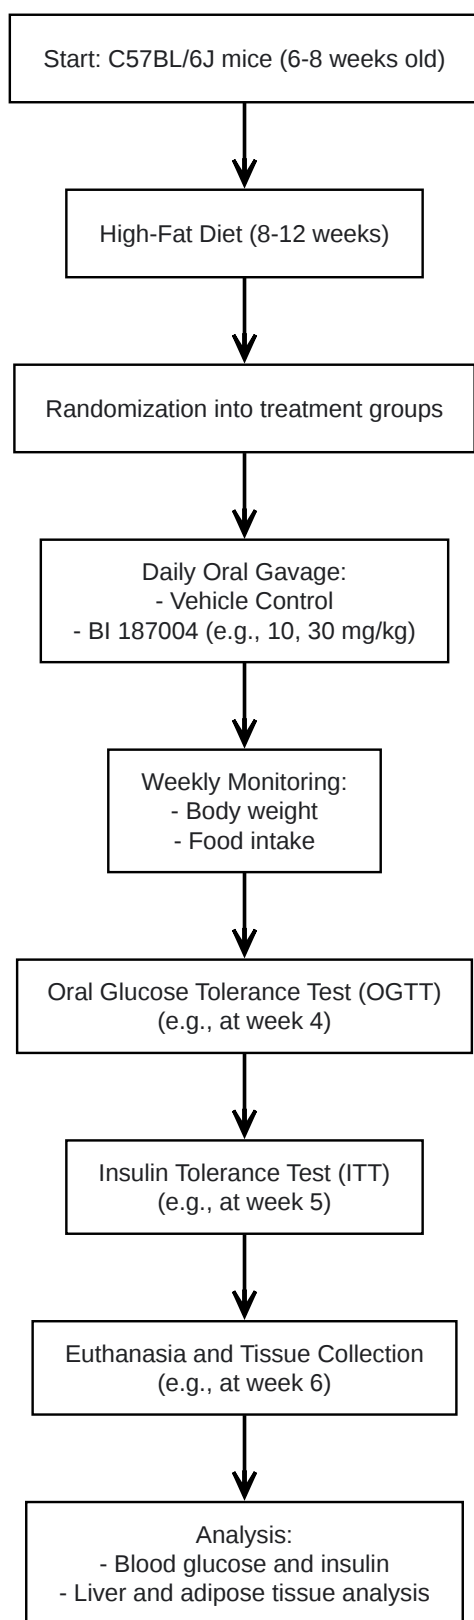 Start: C57BL/6J mice (6-8 weeks old)
High-Fat Diet (8-12 weeks)
Randomization into treatment groups
Daily Oral Gavage:
- Vehicle Control
- BI 187004 (e.g., 10, 30 mg/kg)
Weekly Monitoring:
- Body weight
- Food intake
Oral Glucose Tolerance Test (OGTT)
(e.g., at week 4)
Insulin Tolerance Test (ITT)
(e.g., at week 5)
Euthanasia and Tissue Collection
(e.g., at week 6)
Analysis:
- Blood glucose and insulin
- Liver and adipose tissue analysis